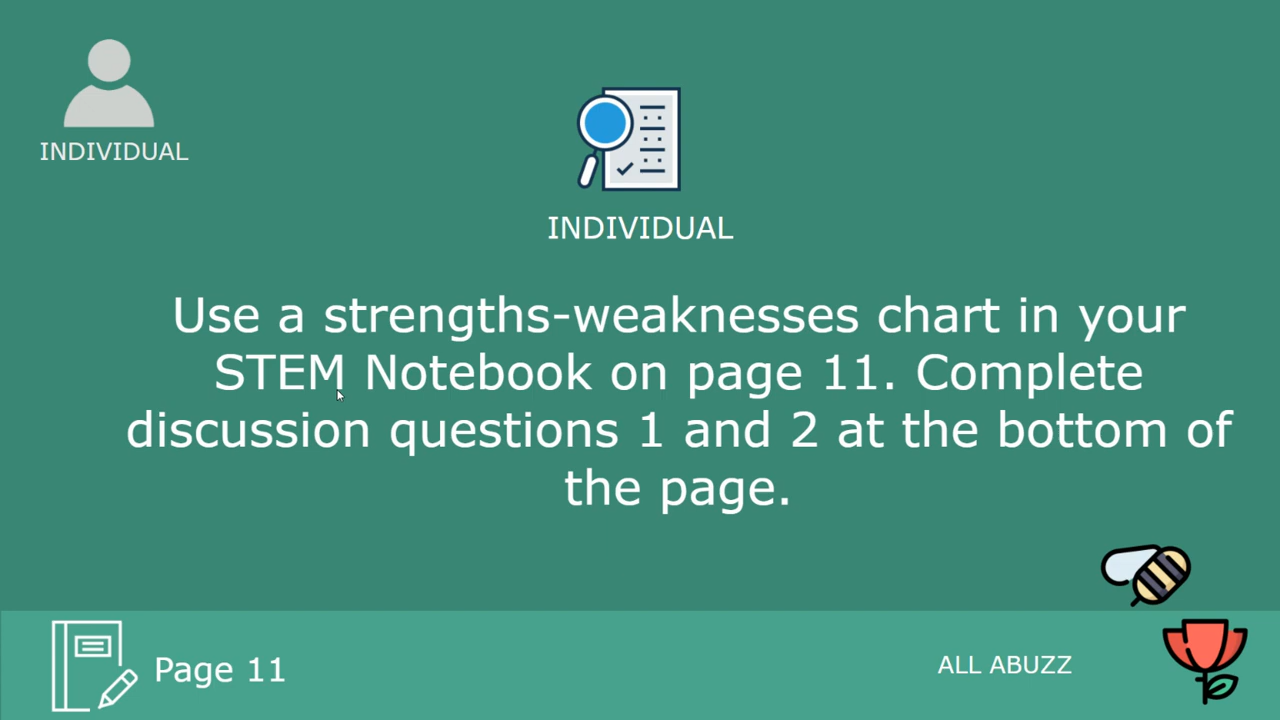 INDIVIDUAL
INDIVIDUAL
Use a strengths-weaknesses chart in your
STEM Notebook on page 11. Complete
discussion questions 1 and 2 at the bottom of
the page.
Page 11
ALL ABUZZ